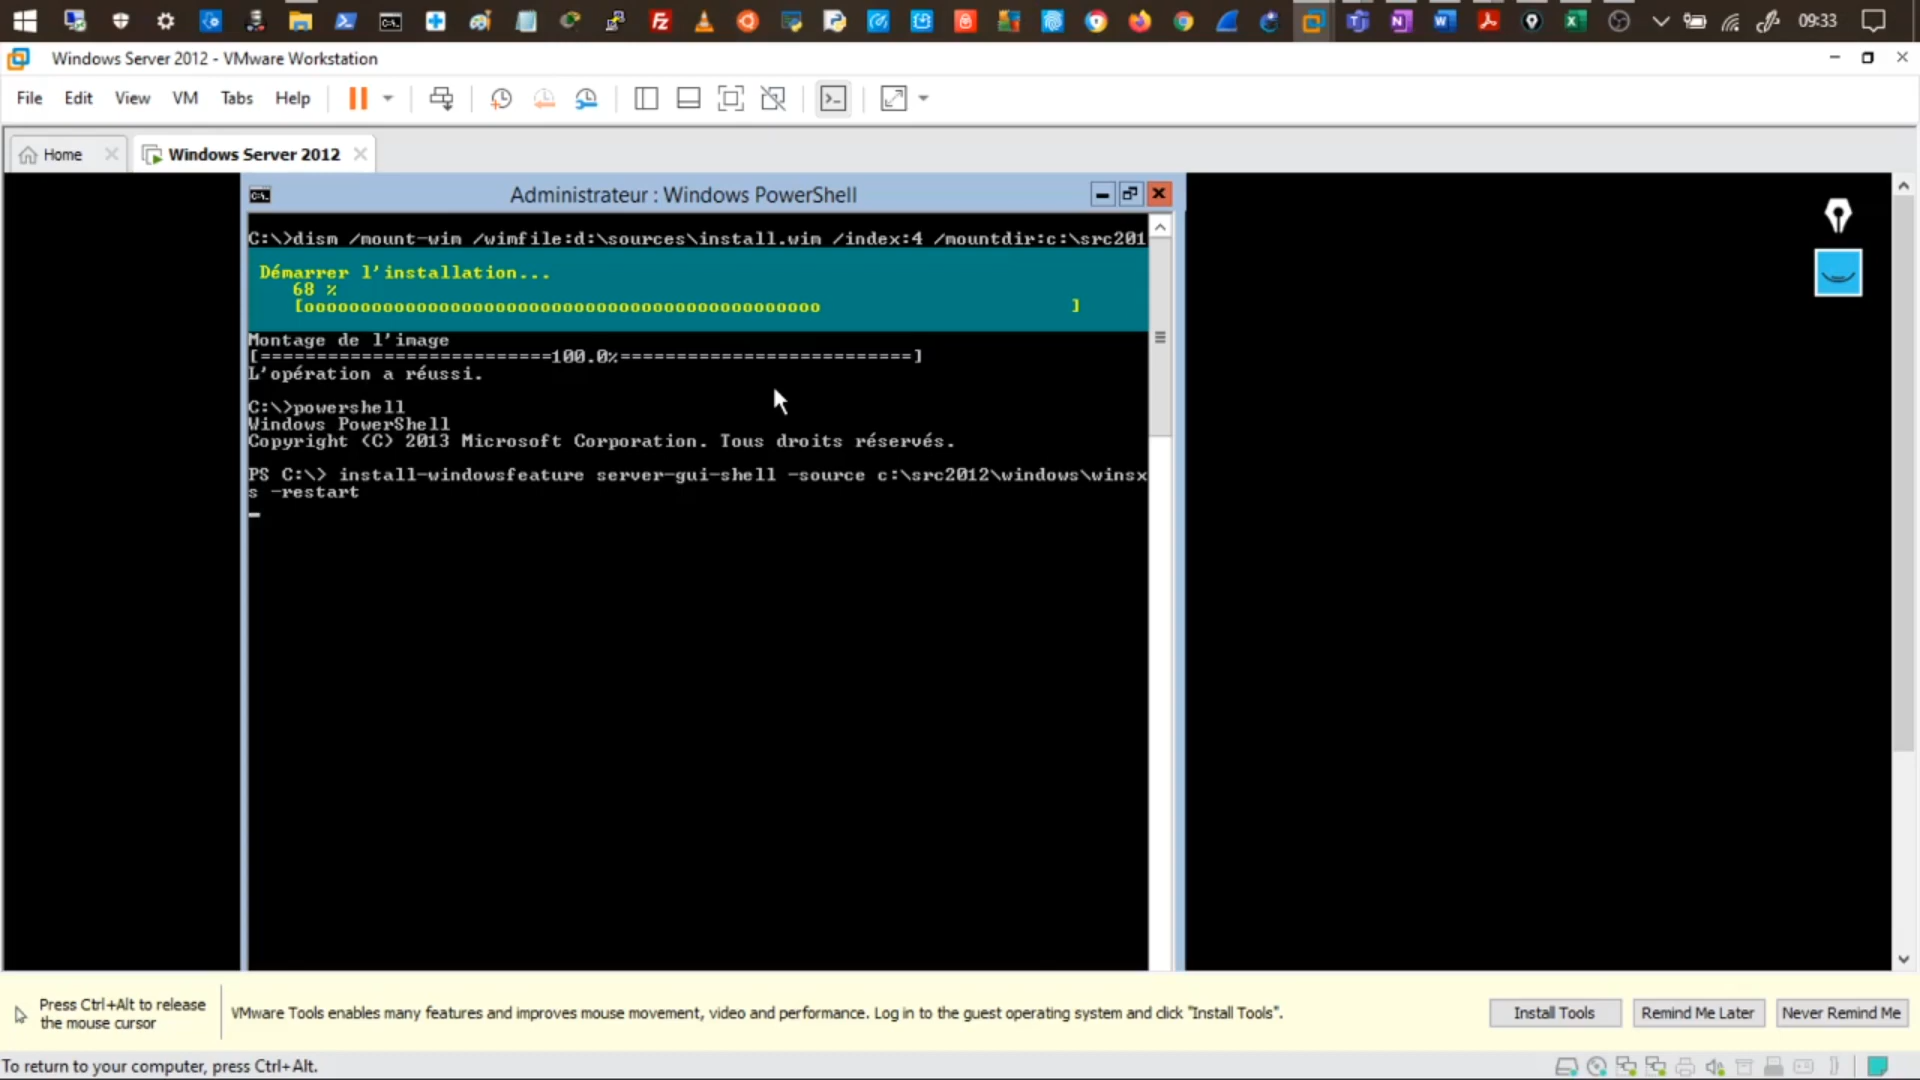 09:33
Windows Server 2012 - VMware Workstation
File Edit View VM Tabs Help
Home
Windows Server 2012
Administrateur : Windows PowerShell
C:\>dism /mount-wim /wimfile:d:\sources\install.wim /index:4 /mountdir:c:\src201
Démarrer l'installation...
68 %
[oooooooooooooooooooooooooooooooooooooooooooooo                       ]
Montage de l'image
[==========================100.0%==========================]
L'opération a réussi.
C:\>powershell
Windows PowerShell
Copyright (C) 2013 Microsoft Corporation. Tous droits réservés.
PS C:\> install-windowsfeature server-gui-shell -source c:\src2012\windows\winsx
s -restart
Press Ctrl+Alt to release
the mouse cursor
VMware Tools enables many features and improves mouse movement, video and performance. Log in to the guest operating system and click "Install Tools".
Install Tools
Remind Me Later
Never Remind Me
To return to your computer, press Ctrl+Alt.